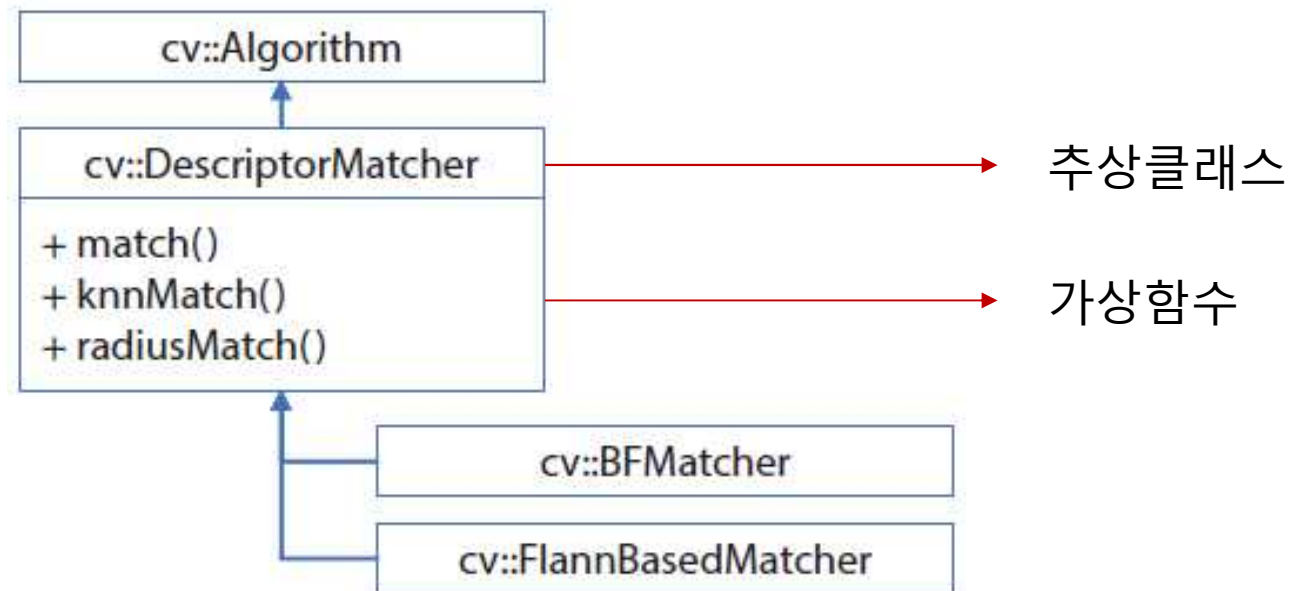 cv::Algorithm
cv::DescriptorMatcher
추상클래스
+ match()
+ knnMatch()
가상함수
+ radiusMatch()
cv::BFMatcher
cv::FlannBasedMatcher